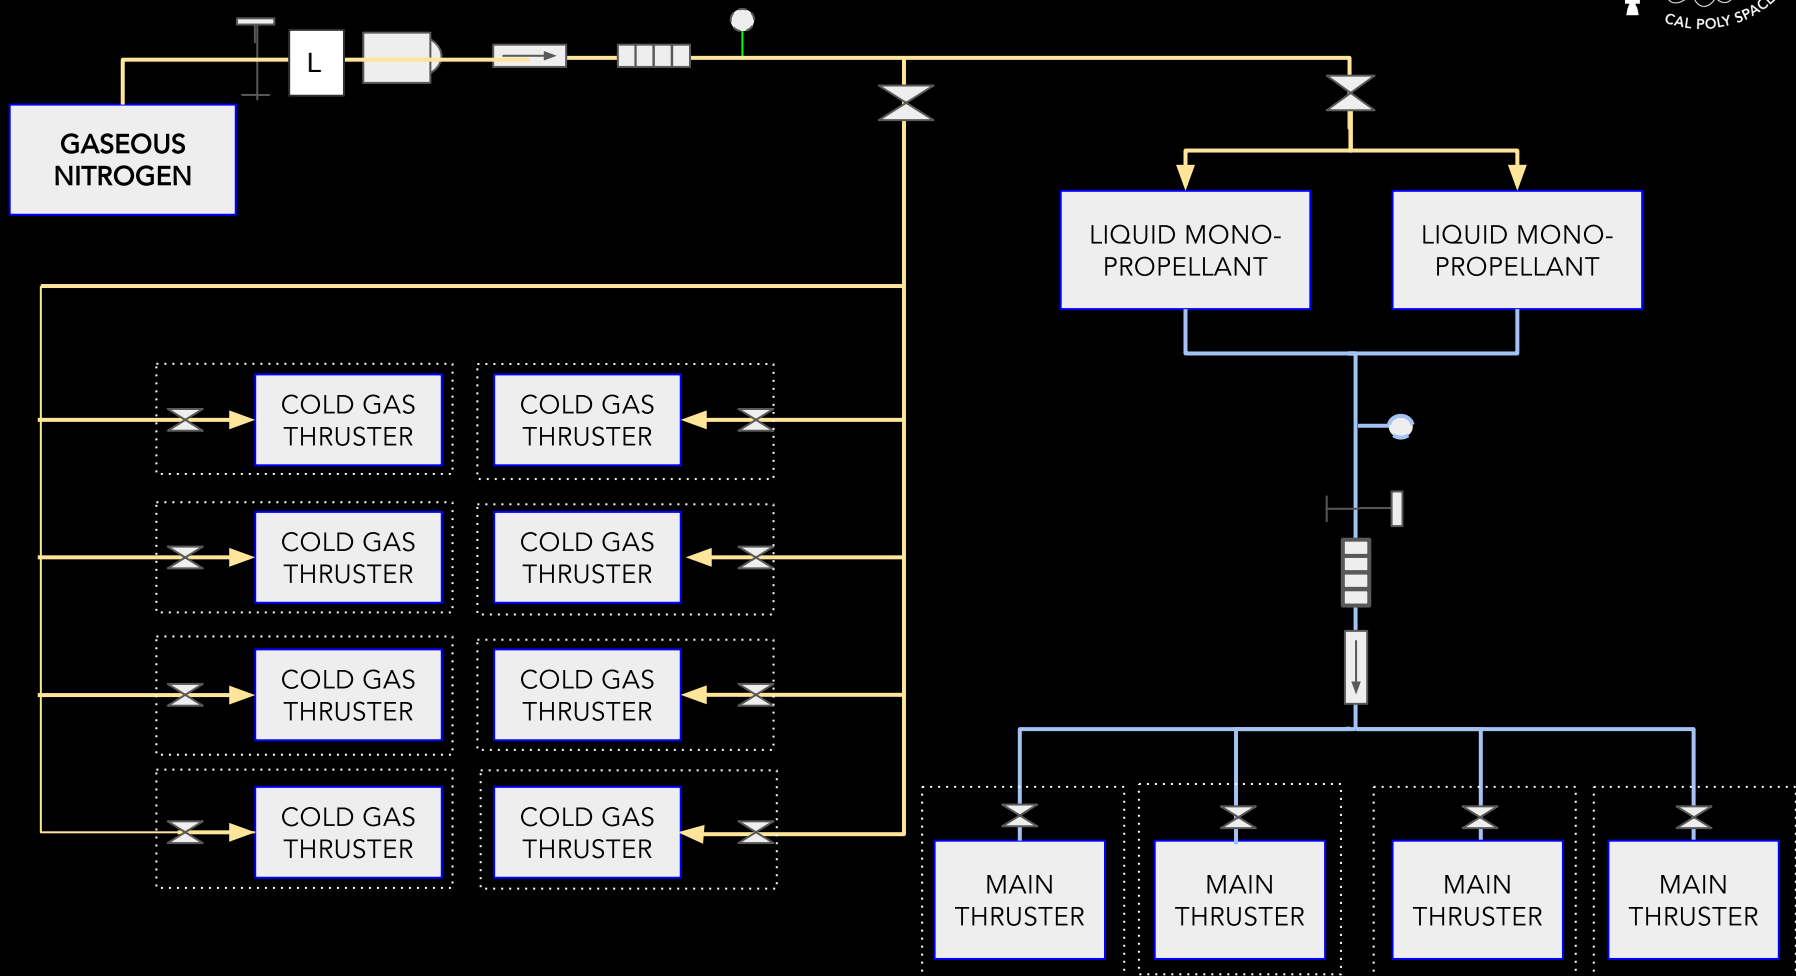 CAL POLY SPACE
L
GASEOUS
NITROGEN
LIQUID MONO-
PROPELLANT
LIQUID MONO-
PROPELLANT
COLD GAS
THRUSTER
COLD GAS
THRUSTER
COLD GAS
THRUSTER
COLD GAS
THRUSTER
COLD GAS
THRUSTER
COLD GAS
THRUSTER
COLD GAS
THRUSTER
COLD GAS
THRUSTER
MAIN
THRUSTER
MAIN
THRUSTER
MAIN
THRUSTER
MAIN
THRUSTER